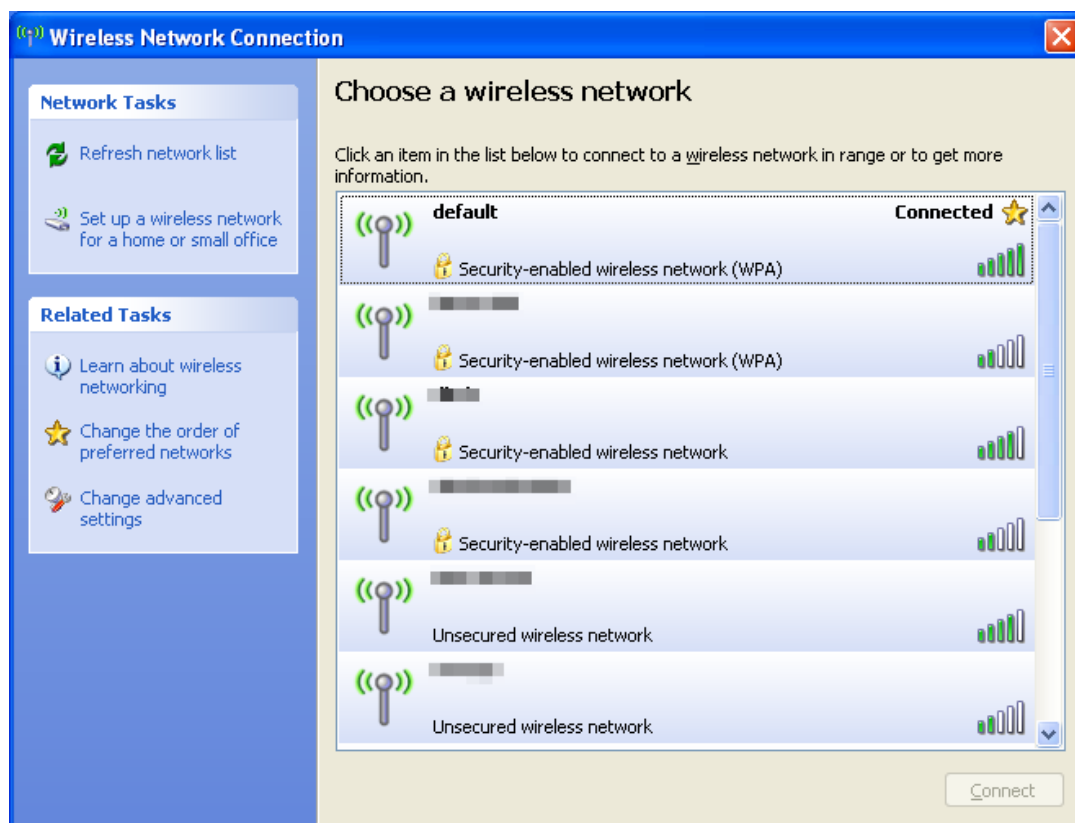 Wireless Network Connection
Network Tasks
Refresh network list
Set up a wireless network
for a home or small office
Related Tasks
Learn about wireless
networking
Change the order of
preferred networks
Change advanced
settings
Choose a wireless network
Click an item in the list below to connect to a wireless network in range or to get more
information.
default Connected
Security-enabled wireless network (WPA)
Security-enabled wireless network (WPA)
Security-enabled wireless network
Security-enabled wireless network
Unsecured wireless network
Unsecured wireless network
Connect